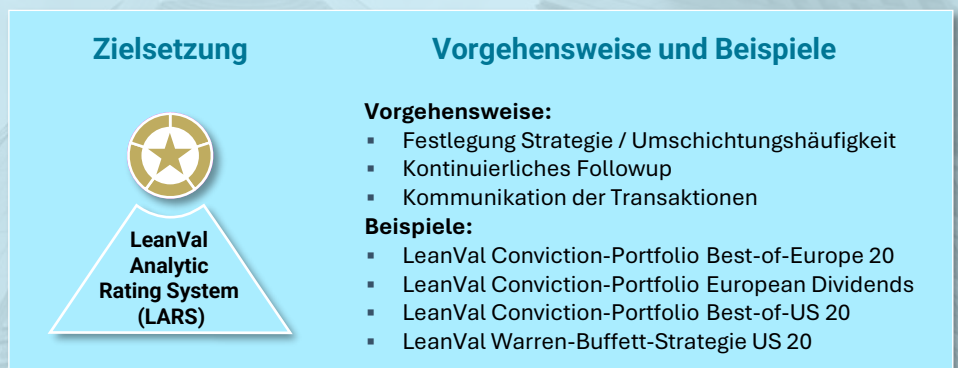 Zielsetzung
LeanVal
Analytic
Rating System
(LARS)
Vorgehensweise und Beispiele
Vorgehensweise:
▪ Festlegung Strategie / Umschichtungshäufigkeit
▪ Kontinuierliches Followup
▪ Kommunikation der Transaktionen
Beispiele:
▪ LeanVal Conviction-Portfolio Best-of-Europe 20
▪ LeanVal Conviction-Portfolio European Dividends
▪ LeanVal Conviction-Portfolio Best-of-US 20
▪ LeanVal Warren-Buffett-Strategie US 20